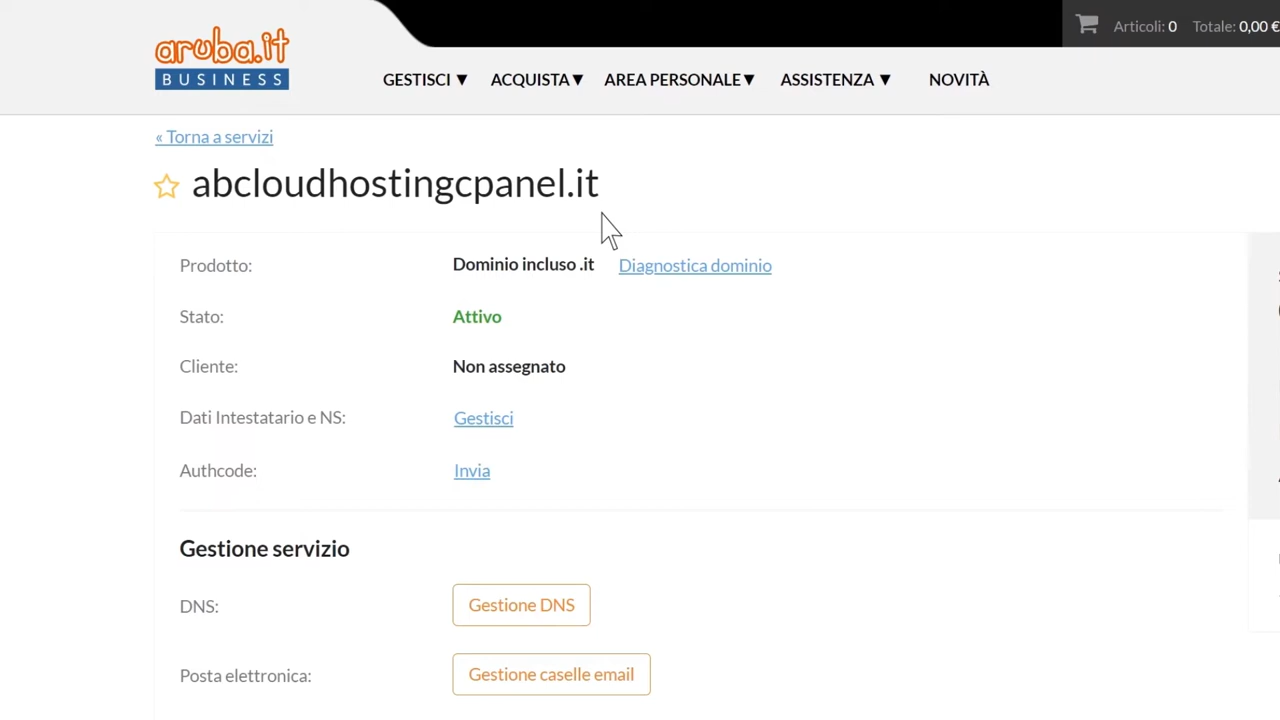 aruba.it
BUSINESS
GESTISCI ▼ ACQUISTA ▼ AREA PERSONALE ▼ ASSISTENZA ▼ NOVITÀ
Articoli: 0 Totale: 0,00 €
« Torna a servizi
abcloudhostingcpanel.it
Prodotto: Dominio incluso .it Diagnostica dominio
Stato: Attivo
Cliente: Non assegnato
Dati Intestatario e NS: Gestisci
Authcode: Invia
Gestione servizio
DNS: Gestione DNS
Posta elettronica: Gestione caselle email